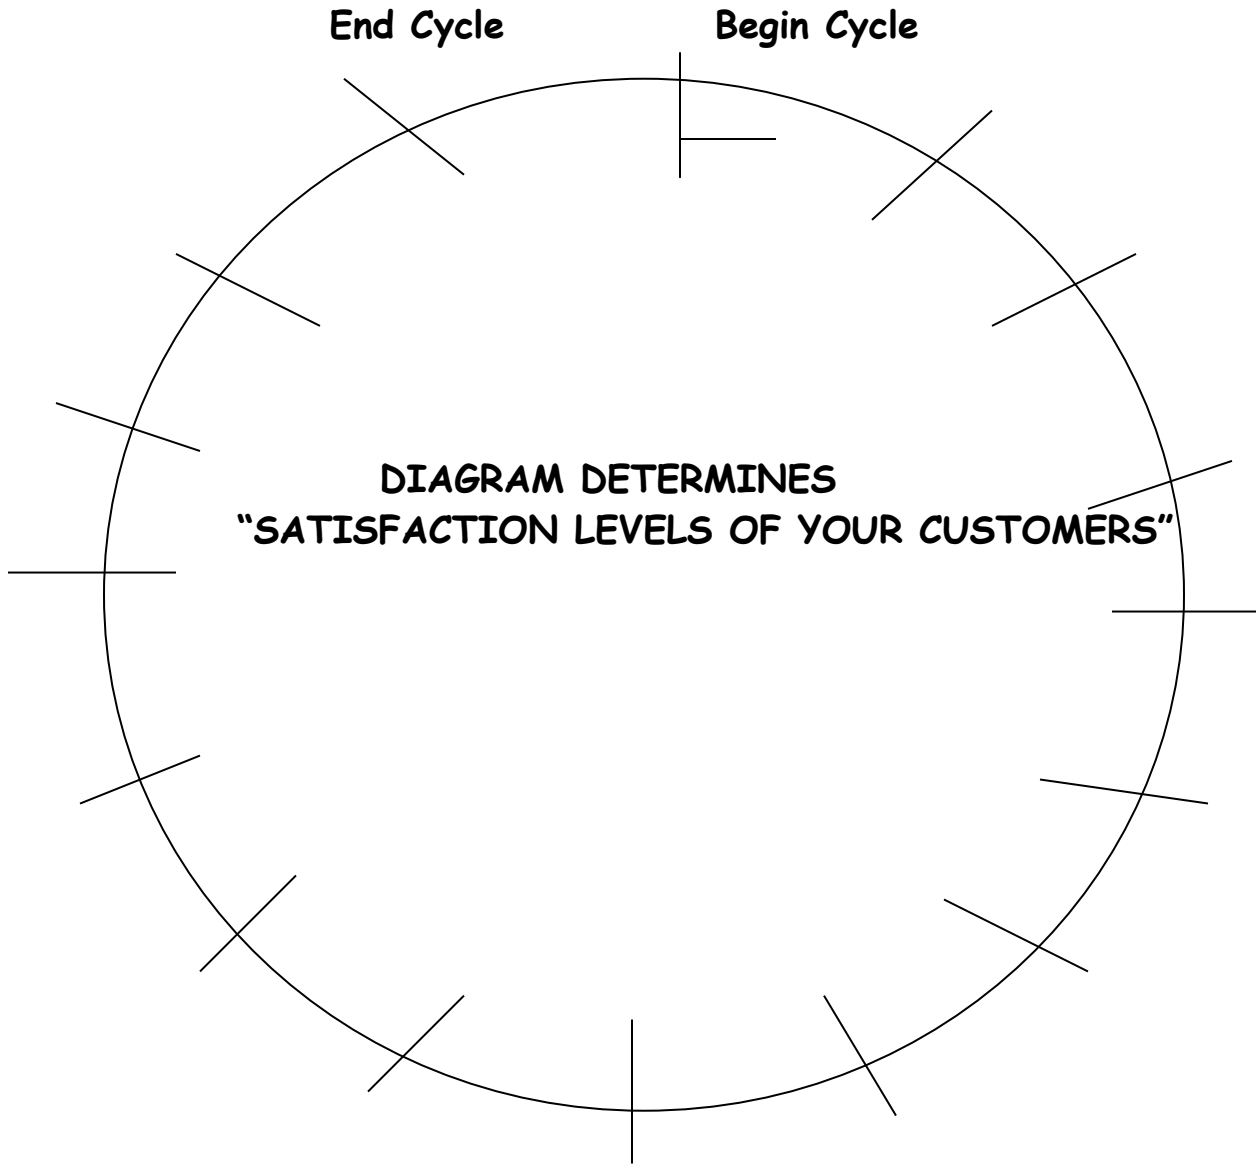 End Cycle Begin Cycle
DIAGRAM DETERMINES
“SATISFACTION LEVELS OF YOUR CUSTOMERS”